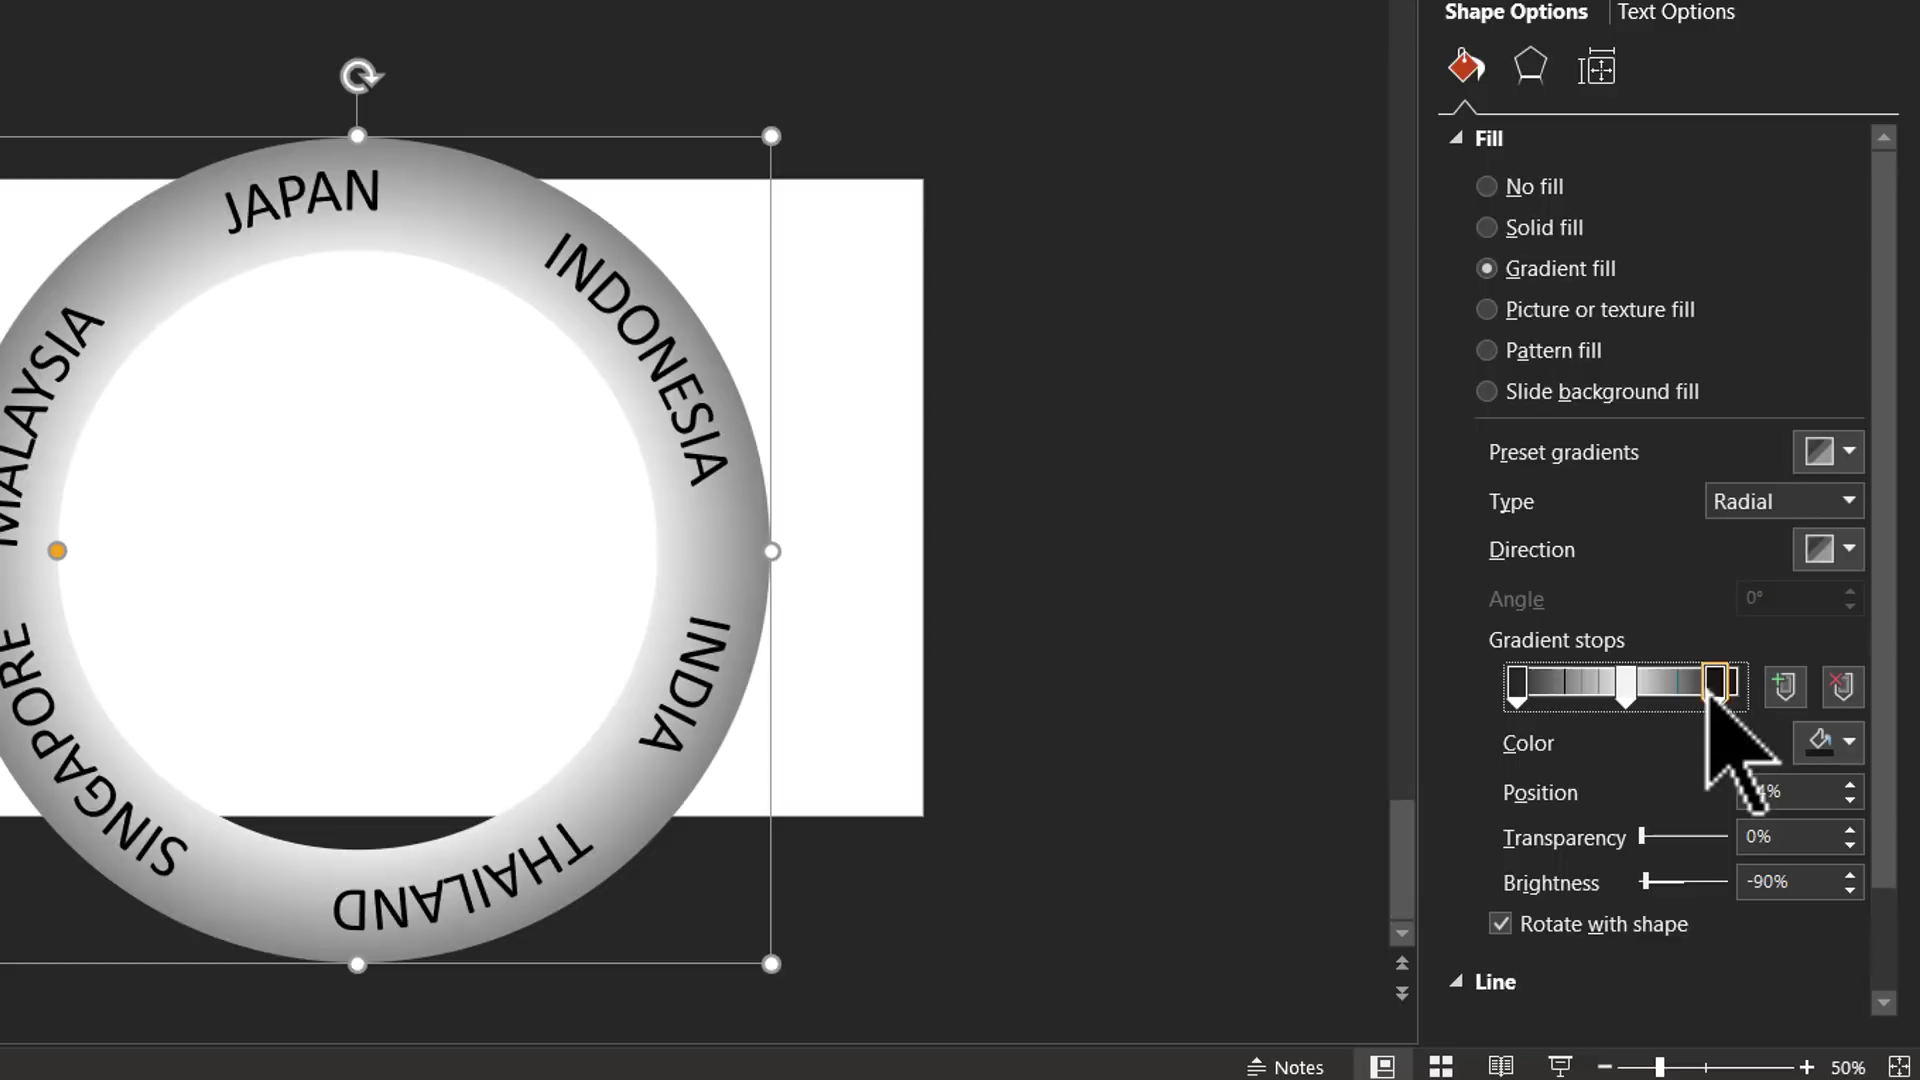 Shape Options
Text Options
Fill
No fill
Solid fill
Gradient fill
Picture or texture fill
Pattern fill
Slide background fill
Preset gradients
Type
Radial
Direction
Angle
0°
Gradient stops
Color
Position
%
Transparency
0%
Brightness
-90%
Rotate with shape
Line
JAPAN
INDONESIA
INDIA
THAILAND
SINGAPORE
MALAYSIA
Notes
50%